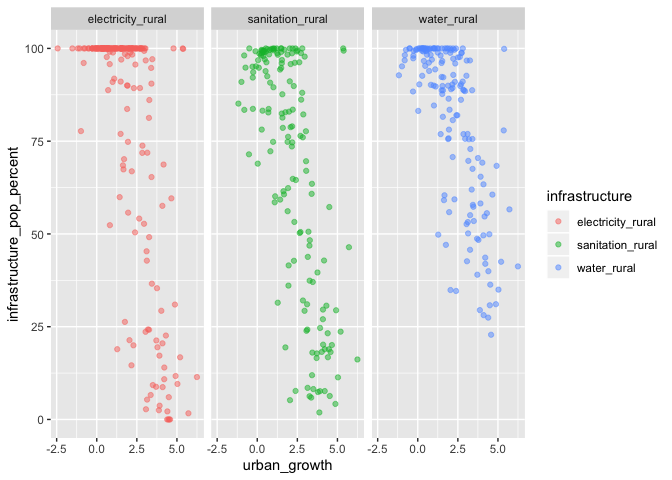 electricity_rural sanitation_rural water_rural
100
75
50
25
0
infrastructure_pop_percent
-2.5 0.0 2.5 5.0 -2.5 0.0 2.5 5.0 -2.5 0.0 2.5 5.0
urban_growth
infrastructure
electricity_rural
sanitation_rural
water_rural